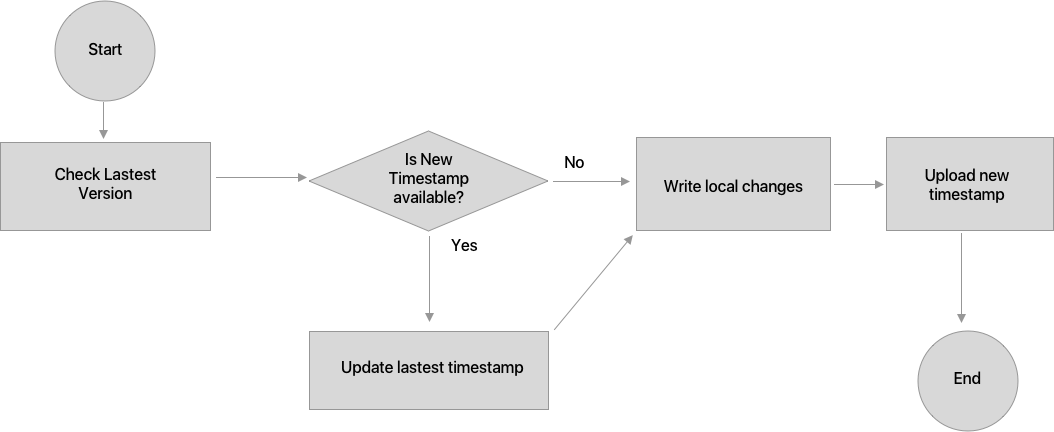 Start
Check Lastest
Version
Is New
Timestamp
available?
No
Yes
Update lastest timestamp
Write local changes
Upload new
timestamp
End